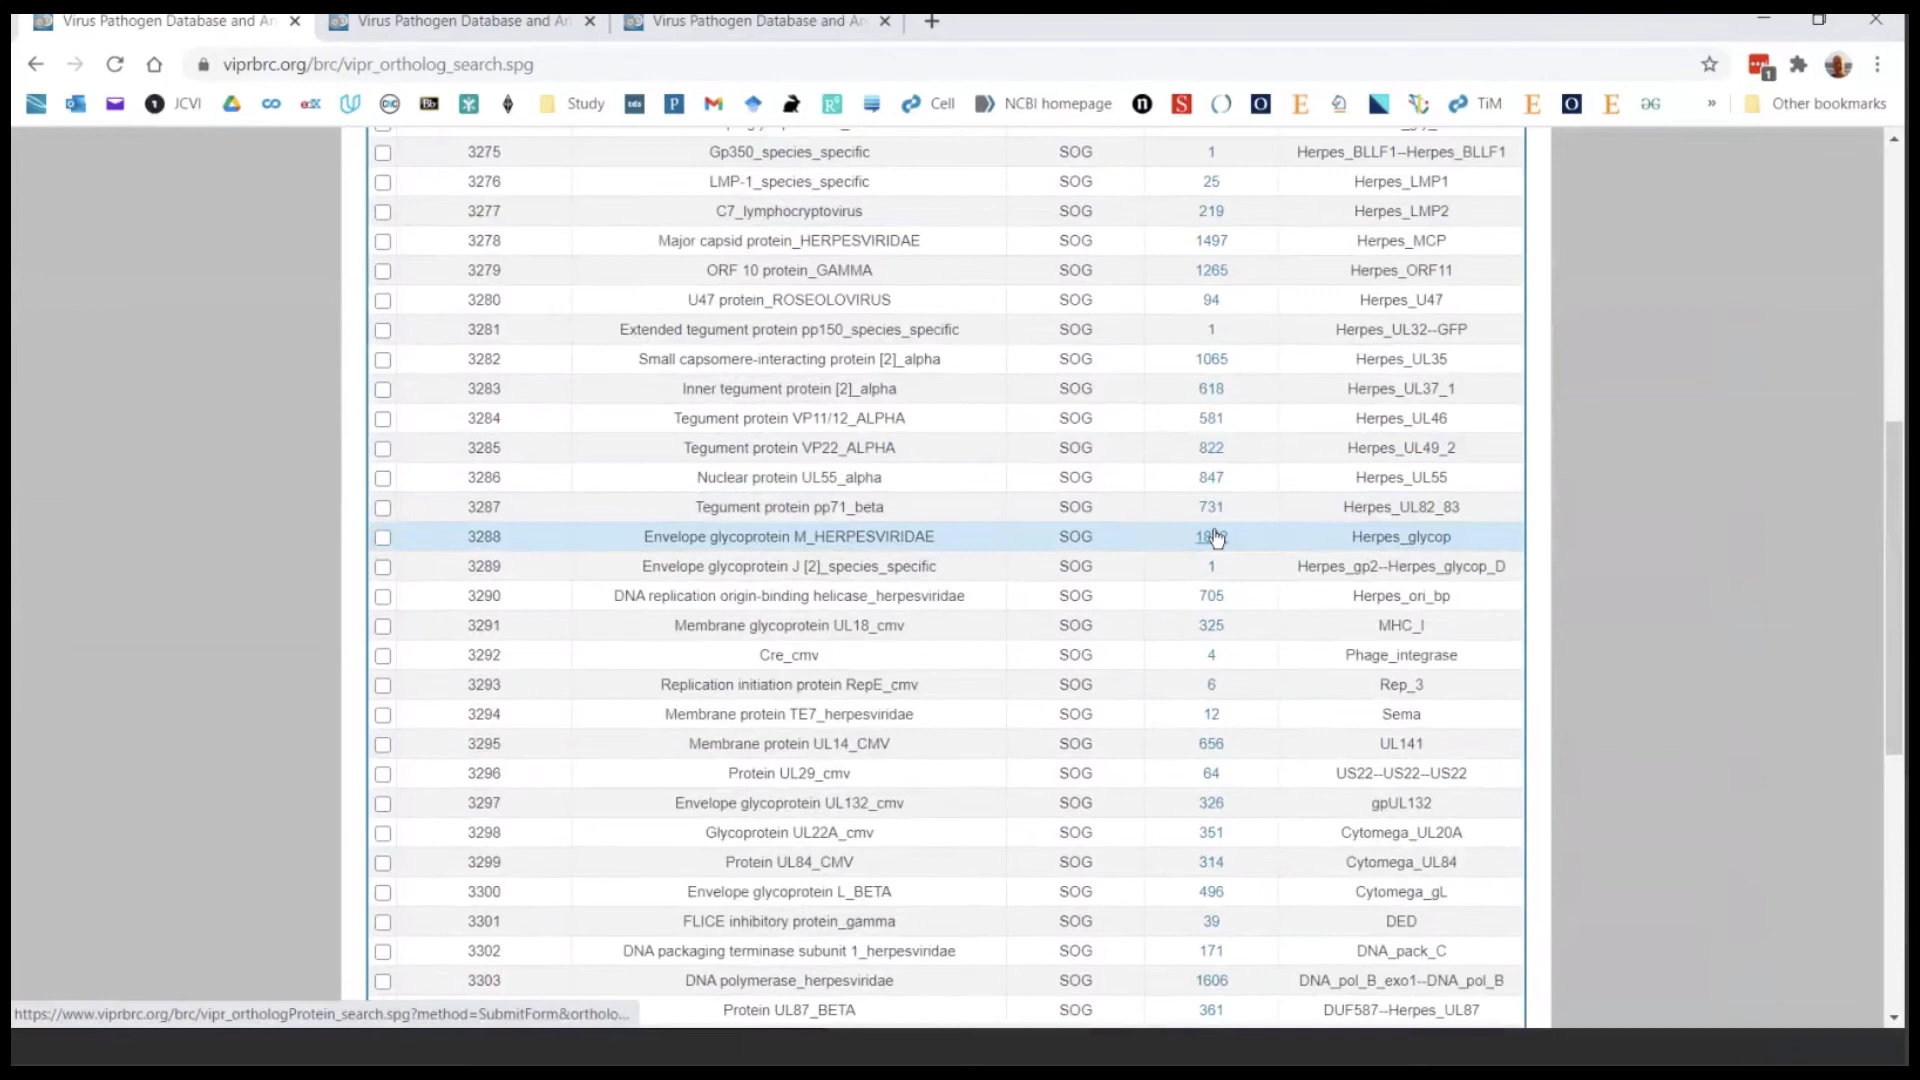 Virus Pathogen Database and An
Virus Pathogen Database and An
Virus Pathogen Database and An
viprbrc.org/brc/vipr_ortholog_search.spg
1
1 JCVI edX CNC Bb Study tds P Cell NCBI homepage n S O E TiM E O E » Other bookmarks
3275 Gp350_species_specific SOG 1 Herpes_BLLF1--Herpes_BLLF1
3276 LMP-1_species_specific SOG 25 Herpes_LMP1
3277 C7_lymphocryptovirus SOG 219 Herpes_LMP2
3278 Major capsid protein_HERPESVIRIDAE SOG 1497 Herpes_MCP
3279 ORF 10 protein_GAMMA SOG 1265 Herpes_ORF11
3280 U47 protein_ROSEOLOVIRUS SOG 94 Herpes_U47
3281 Extended tegument protein pp150_species_specific SOG 1 Herpes_UL32--GFP
3282 Small capsomere-interacting protein [2]_alpha SOG 1065 Herpes_UL35
3283 Inner tegument protein [2]_alpha SOG 618 Herpes_UL37_1
3284 Tegument protein VP11/12_ALPHA SOG 581 Herpes_UL46
3285 Tegument protein VP22_ALPHA SOG 822 Herpes_UL49_2
3286 Nuclear protein UL55_alpha SOG 847 Herpes_UL55
3287 Tegument protein pp71_beta SOG 731 Herpes_UL82_83
3288 Envelope glycoprotein M_HERPESVIRIDAE SOG Herpes_glycop
3289 Envelope glycoprotein J [2]_species_specific SOG 1 Herpes_gp2--Herpes_glycop_D
3290 DNA replication origin-binding helicase_herpesviridae SOG 705 Herpes_ori_bp
3291 Membrane glycoprotein UL18_cmv SOG 325 MHC_I
3292 Cre_cmv SOG 4 Phage_integrase
3293 Replication initiation protein RepE_cmv SOG 6 Rep_3
3294 Membrane protein TE7_herpesviridae SOG 12 Sema
3295 Membrane protein UL14_CMV SOG 656 UL141
3296 Protein UL29_cmv SOG 64 US22--US22--US22
3297 Envelope glycoprotein UL132_cmv SOG 326 gpUL132
3298 Glycoprotein UL22A_cmv SOG 351 Cytomega_UL20A
3299 Protein UL84_CMV SOG 314 Cytomega_UL84
3300 Envelope glycoprotein L_BETA SOG 496 Cytomega_gL
3301 FLICE inhibitory protein_gamma SOG 39 DED
3302 DNA packaging terminase subunit 1_herpesviridae SOG 171 DNA_pack_C
3303 DNA polymerase_herpesviridae SOG 1606 DNA_pol_B_exo1--DNA_pol_B
Protein UL87_BETA SOG 361 DUF587--Herpes_UL87
https://www.viprbrc.org/brc/vipr_orthologProtein_search.spg?method=SubmitForm&ortholo...